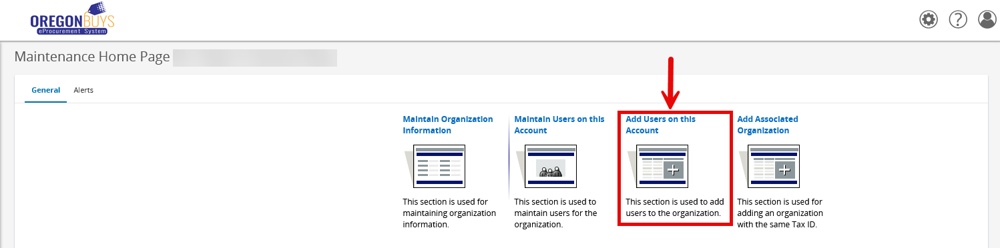 OREGONBUYS
eProcurement System
?
Maintenance Home Page
General
Alerts
Maintain Organization
Information
This section is used for
maintaining organization
information.
Maintain Users on this
Account
This section is used to
maintain users for the
organization.
Add Users on this
Account
This section is used to add
users to the organization.
Add Associated
Organization
This section is used for
adding an organization
with the same Tax ID.